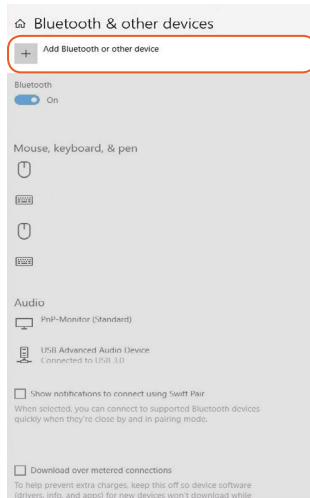 Bluetooth & other devices
Add Bluetooth or other device
Bluetooth
On
Mouse, keyboard, & pen
Audio
PnP-Monitor (Standard)
USB Advanced Audio Device
Connected to USB 3.0
Show notifications to connect using Swift Pair
When selected, you can connect to supported Bluetooth devices
quickly when they're close by and in pairing mode.
Download over metered connections
To help prevent extra charges, keep this off so device software
(drivers, info, and apps) for new devices won't download while